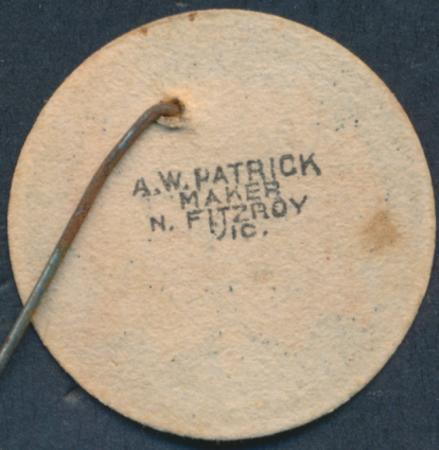 A.W.PATRICK
MAKER
N. FITZROY
VIC.